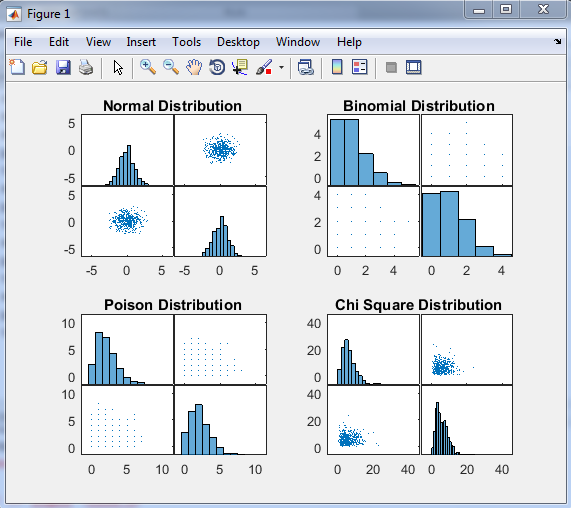 Figure 1
File Edit View Insert Tools Desktop Window Help
Normal Distribution
5
0
-5
5
0
-5
-5 0 5 -5 0 5
Binomial Distribution
4
2
0
4
2
0
0 2 4 0 2 4
Poison Distribution
10
5
0
10
5
0
0 5 10 0 5 10
Chi Square Distribution
40
20
0
40
20
0
0 20 40 0 20 40